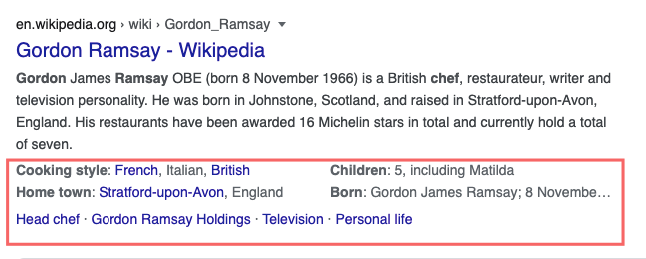 en.wikipedia.org › wiki › Gordon_Ramsay
Gordon Ramsay - Wikipedia
Gordon James Ramsay OBE (born 8 November 1966) is a British chef, restaurateur, writer and
television personality. He was born in Johnstone, Scotland, and raised in Stratford-upon-Avon,
England. His restaurants have been awarded 16 Michelin stars in total and currently hold a total
of seven.
Cooking style: French, Italian, British Children: 5, including Matilda
Home town: Stratford-upon-Avon, England Born: Gordon James Ramsay; 8 Novembe…
Head chef · Gordon Ramsay Holdings · Television · Personal life